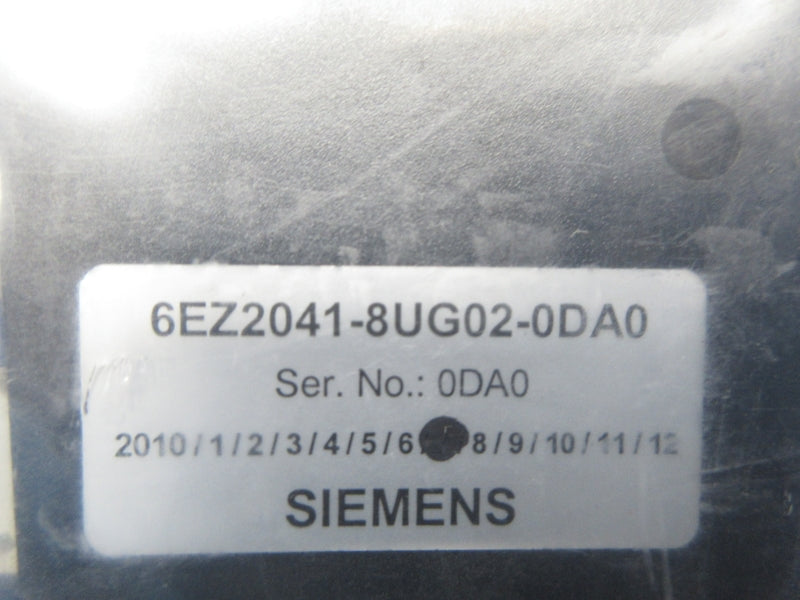 6EZ2041-8UG02-0DA0
Ser. No.: 0DA0
2010/1/2/3/4/5/6/ /8/9/10/11/12
SIEMENS